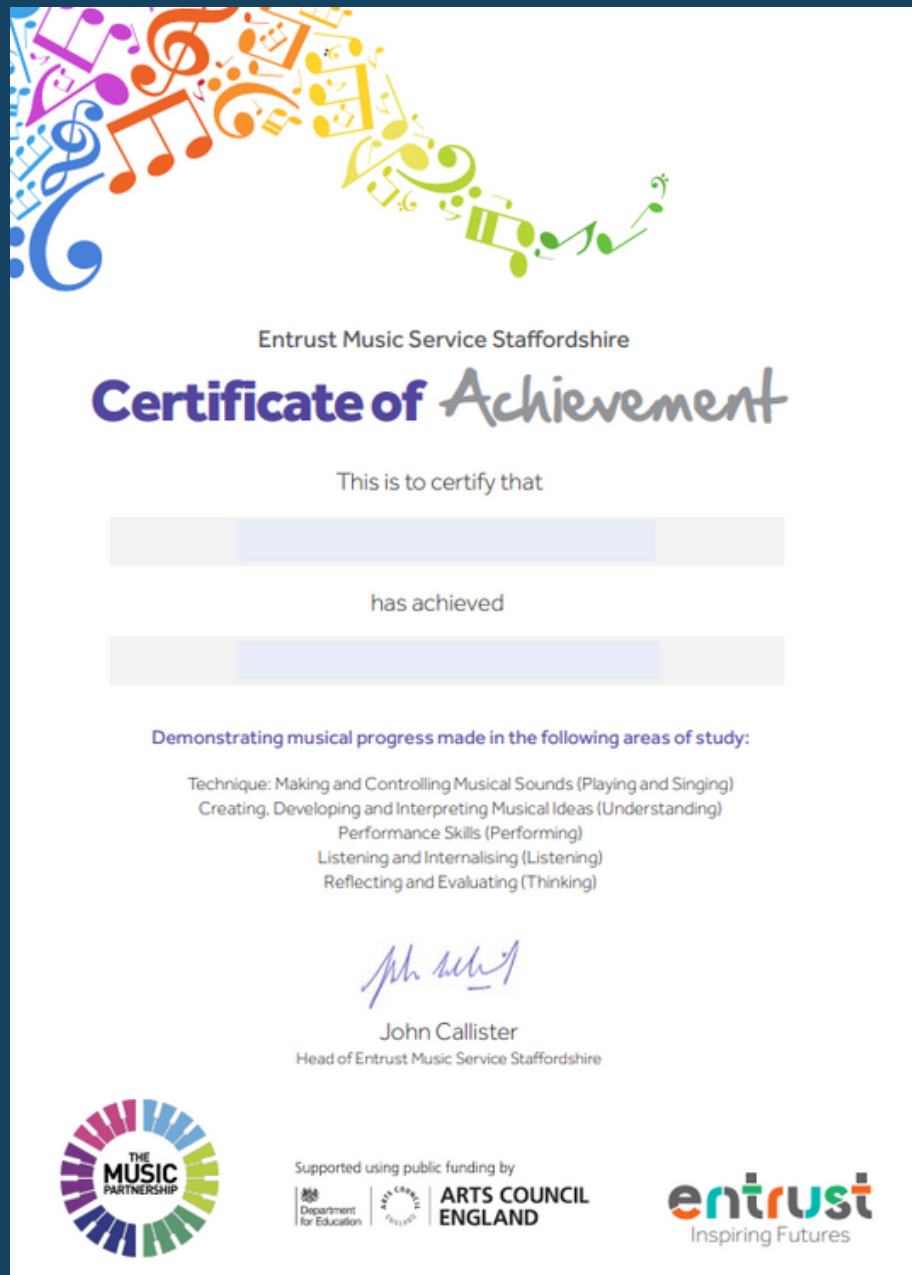 Entrust Music Service Staffordshire
Certificate of Achievement
This is to certify that
has achieved
Demonstrating musical progress made in the following areas of study:
Technique: Making and Controlling Musical Sounds (Playing and Singing)
Creating, Developing and Interpreting Musical Ideas (Understanding)
Performance Skills (Performing)
Listening and Internalising (Listening)
Reflecting and Evaluating (Thinking)
John Callister
Head of Entrust Music Service Staffordshire
THE
MUSIC
PARTNERSHIP
Supported using public funding by
Department
for Education
ARTS COUNCIL
ENGLAND
ARTS COUNCIL
ENGLAND
entrust
Inspiring Futures